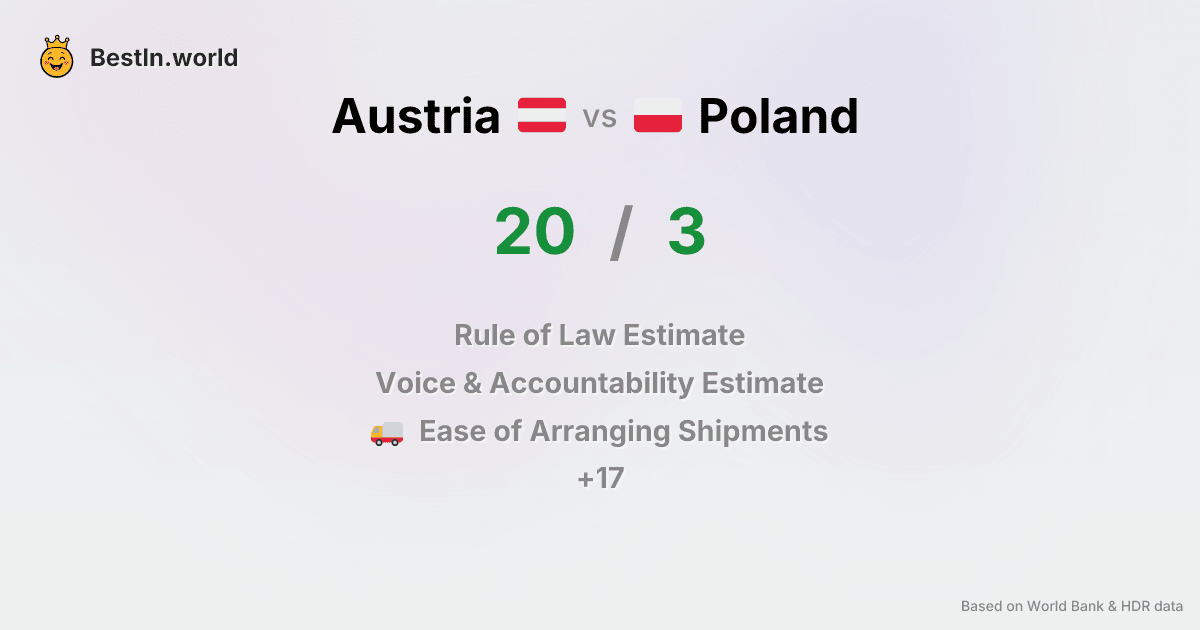 BestIn.world
Austria vs Poland
20 / 3
Rule of Law Estimate
Voice & Accountability Estimate
Ease of Arranging Shipments
+17
Based on World Bank & HDR data